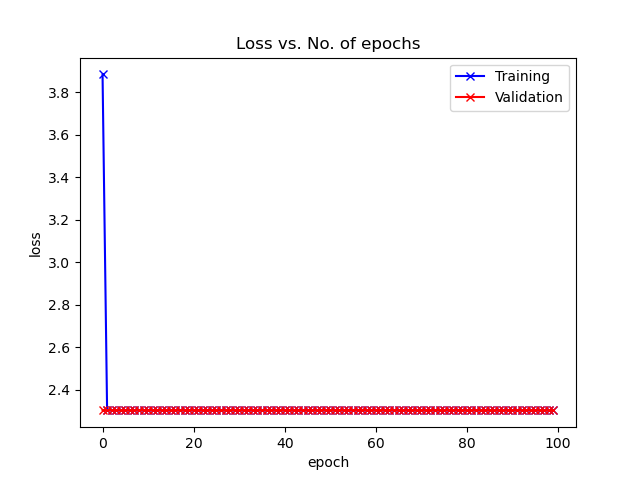 Loss vs. No. of epochs
Training
Validation
3.8
3.6
3.4
3.2
3.0
2.8
2.6
2.4
loss
0 20 40 60 80 100
epoch